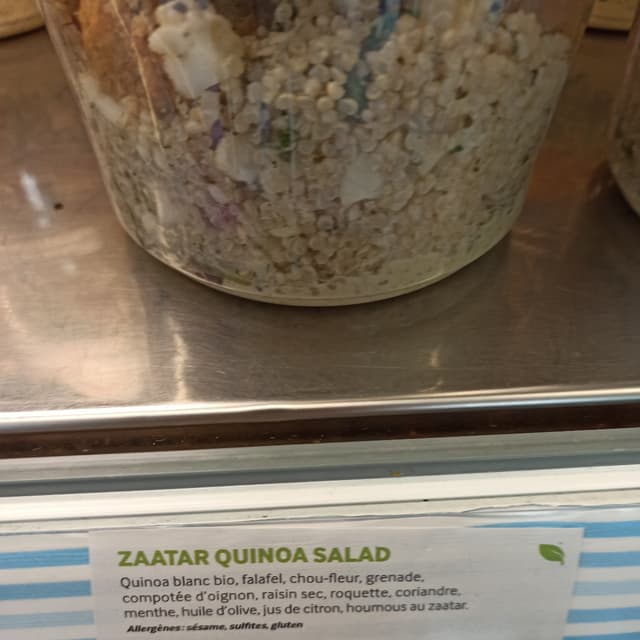 ZAATAR QUINOA SALAD
Quinoa blanc bio, falafel, chou-fleur, grenade,
compotée d'oignon, raisin sec, roquette, coriandre,
menthe, huile d'olive, jus de citron, houmous au zaatar.
Allergènes: sésame, sulfites, gluten